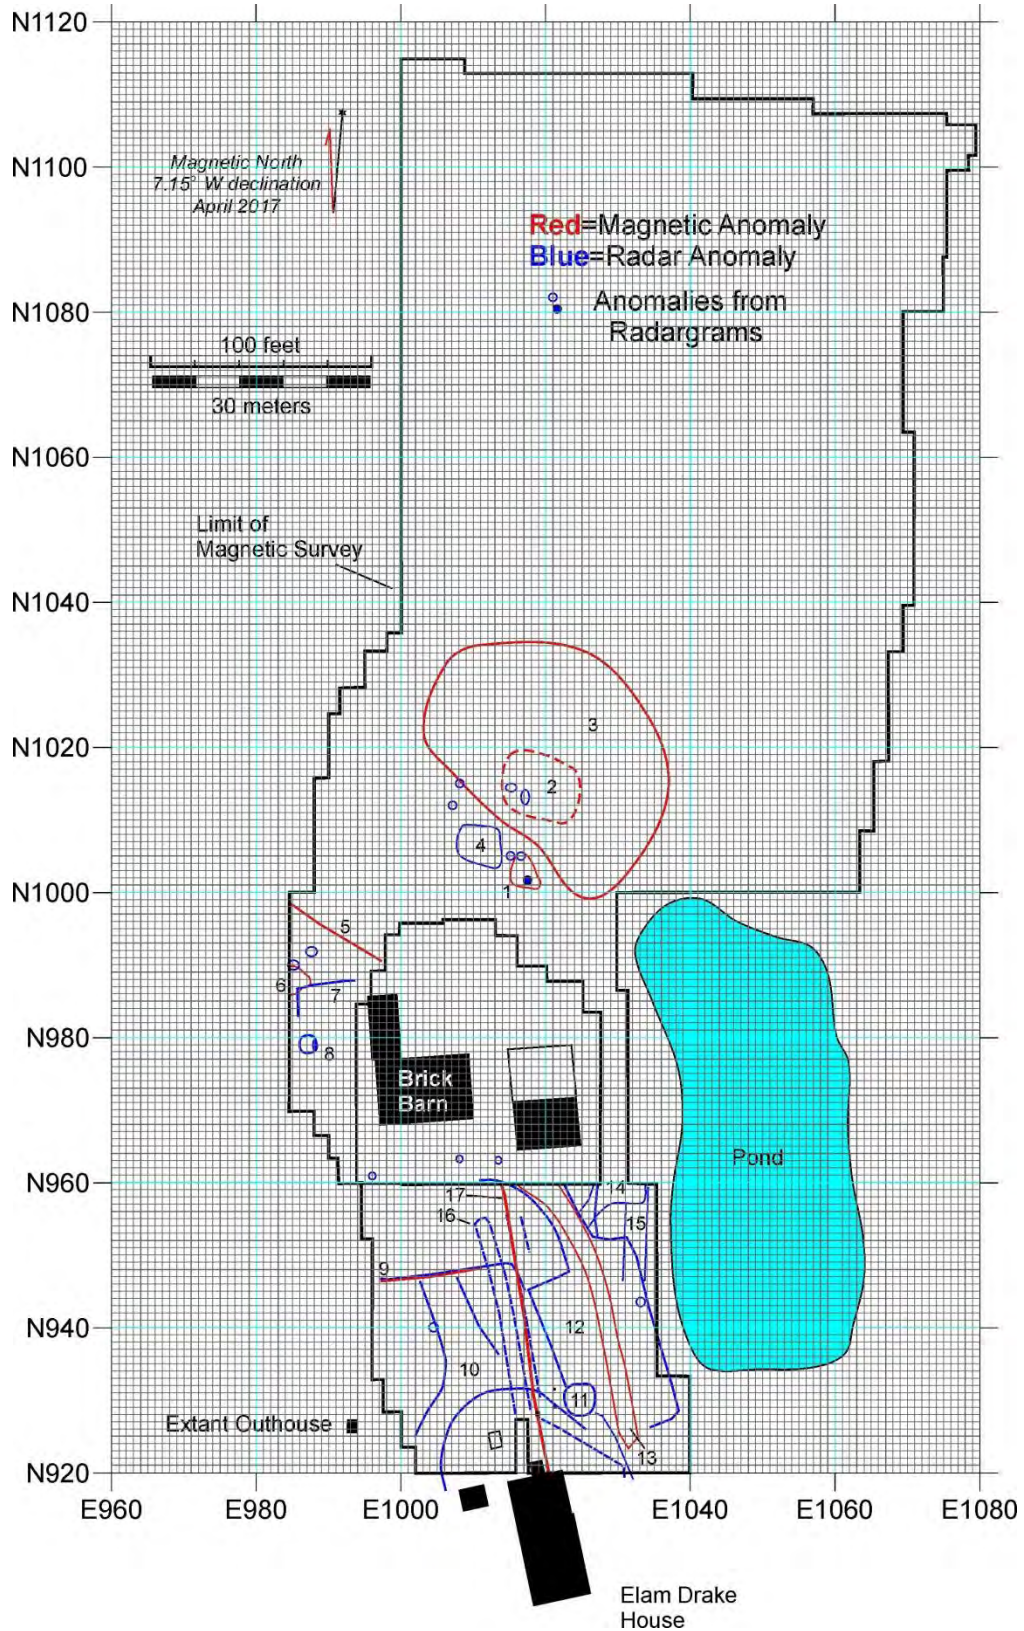 N1120
N1100
N1080
N1060
N1040
N1020
N1000
N980
N960
N940
N920
Magnetic North
7.15° W declination
April 2017
Red=Magnetic Anomaly
Blue=Radar Anomaly
Anomalies from
Radargrams
100 feet
30 meters
Limit of
Magnetic Survey
3
2
4
1
5
6
7
8
Brick
Barn
Pond
14
17
16
15
9
12
10
11
13
Extant Outhouse
E960
E980
E1000
E1040
E1060
E1080
Elam Drake
House